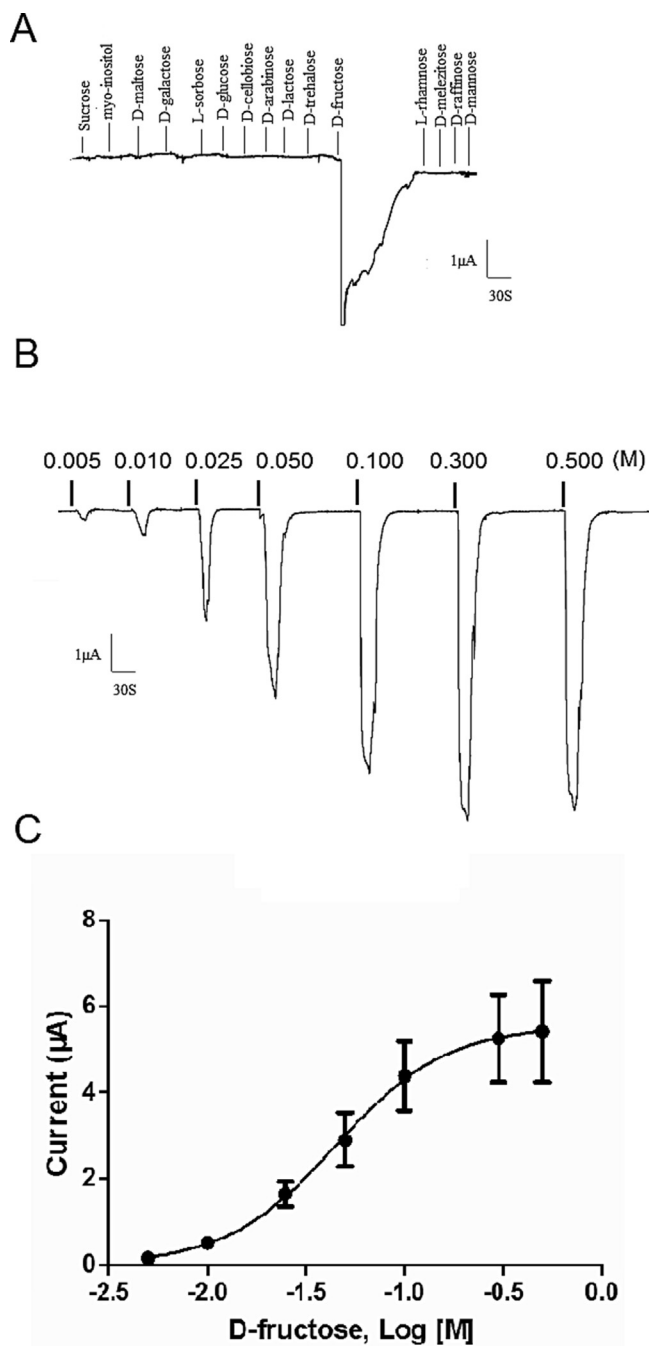 A
Sucrose
myo-inositol
D-maltose
D-galactose
L-sorbose
D-glucose
D-cellobiose
D-arabinose
D-lactose
D-trehalose
D-fructose
L-rhamnose
D-melezitose
D-raffinose
D-mannose
1µA
30S
B
0.005 0.010 0.025 0.050 0.100 0.300 0.500 (M)
1µA
30S
C
8
6
4
2
0
Current (µA)
-2.5 -2.0 -1.5 -1.0 -0.5 0.0
D-fructose, Log [M]